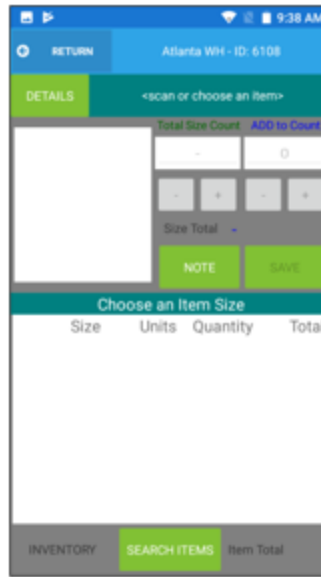 9:38 AM
RETURN Atlanta WH - ID: 6108
DETAILS <scan or choose an item>
Total Size Count ADD to Count
- 0
- + - +
Size Total -
NOTE SAVE
Choose an Item Size
Size Units Quantity Tota
INVENTORY SEARCH ITEMS Item Total